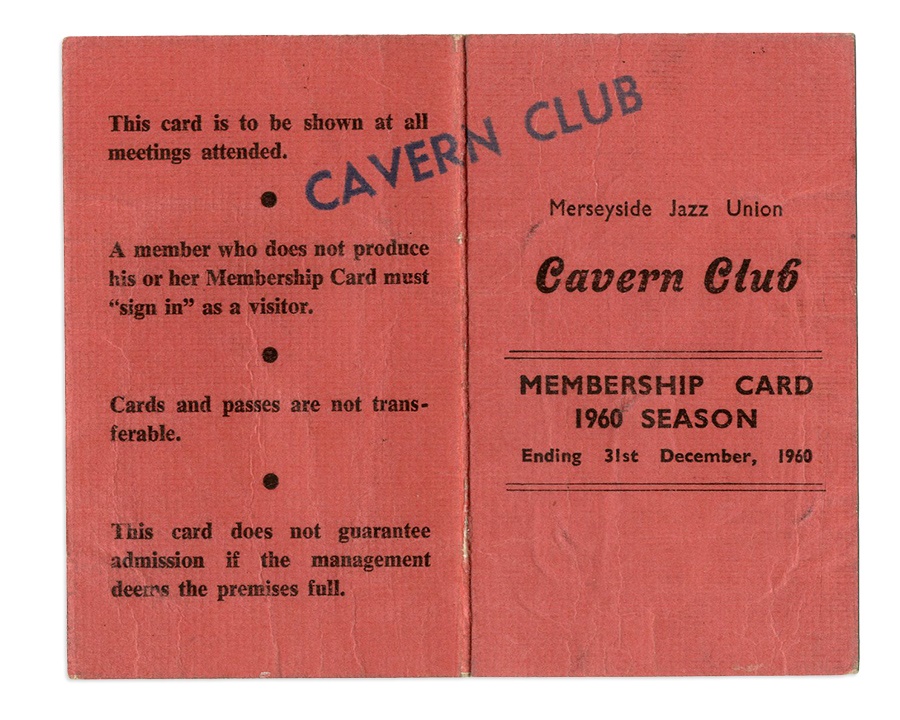 This card is to be shown at all
meetings attended.
A member who does not produce
his or her Membership Card must
“sign in” as a visitor.
Cards and passes are not trans-
ferable.
This card does not guarantee
admission if the management
deems the premises full.
CAVERN CLUB
Merseyside Jazz Union
Cavern Club
MEMBERSHIP CARD
1960 SEASON
Ending 31st December, 1960